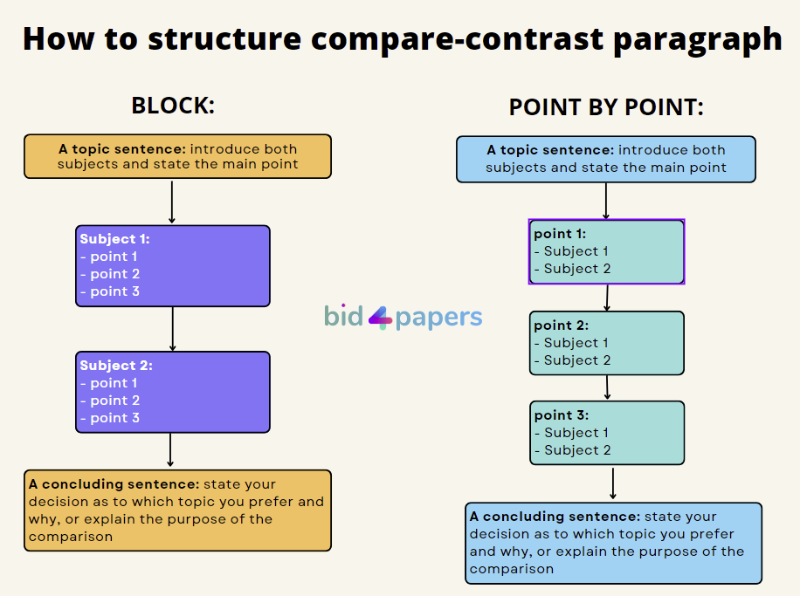 How to structure compare-contrast paragraph
BLOCK:
A topic sentence: introduce both
subjects and state the main point
Subject 1:
- point 1
- point 2
- point 3
Subject 2:
- point 1
- point 2
- point 3
A concluding sentence: state your
decision as to which topic you prefer and
why, or explain the purpose of the
comparison
bid4papers
POINT BY POINT:
A topic sentence: introduce both
subjects and state the main point
point 1:
- Subject 1
- Subject 2
point 2:
- Subject 1
- Subject 2
point 3:
- Subject 1
- Subject 2
A concluding sentence: state your
decision as to which topic you prefer
and why, or explain the purpose of the
comparison